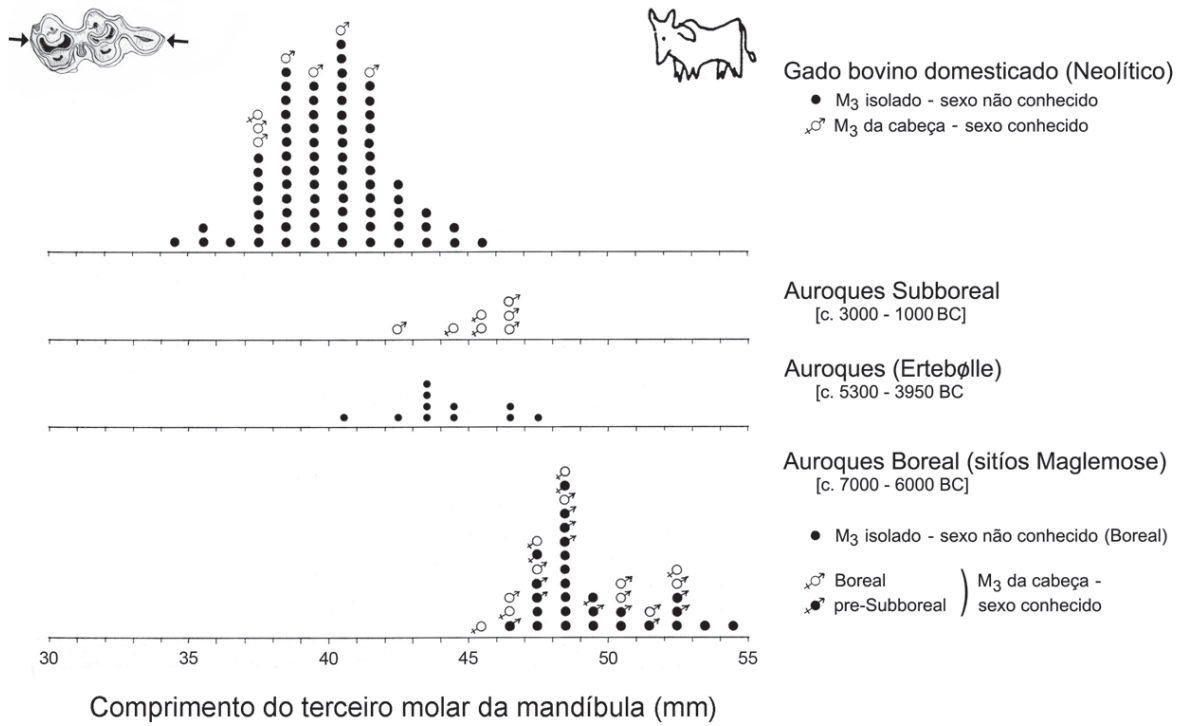 Gado bovino domesticado (Neolítico)
M3 isolado - sexo não conhecido
M3 da cabeça - sexo conhecido
Auroques Subboreal
[c. 3000 - 1000 BC]
Auroques (Ertebølle)
[c. 5300 - 3950 BC
Auroques Boreal (sitíos Maglemose)
[c. 7000 - 6000 BC]
M3 isolado - sexo não conhecido (Boreal)
Boreal
pre-Subboreal
M3 da cabeça -
sexo conhecido
30 35 40 45 50 55
Comprimento do terceiro molar da mandíbula (mm)